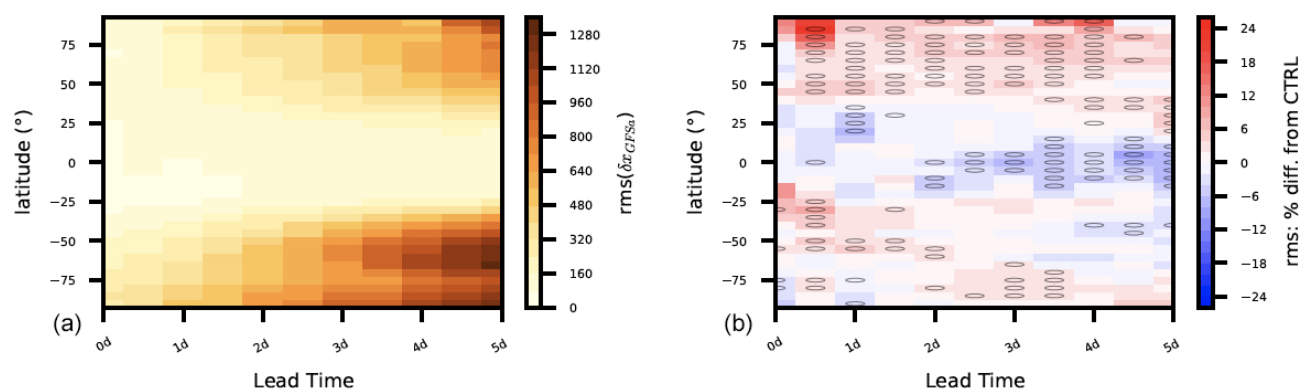 latitude (°)
75
50
25
0
−25
−50
−75
(a)
0d
1d
2d
3d
4d
5d
Lead Time
1280
1120
960
800
640
480
320
160
0
rms(δx_GFSa)
latitude (°)
75
50
25
0
−25
−50
−75
(b)
0d
1d
2d
3d
4d
5d
Lead Time
24
18
12
6
0
−6
−12
−18
−24
rms: % diff. from CTRL